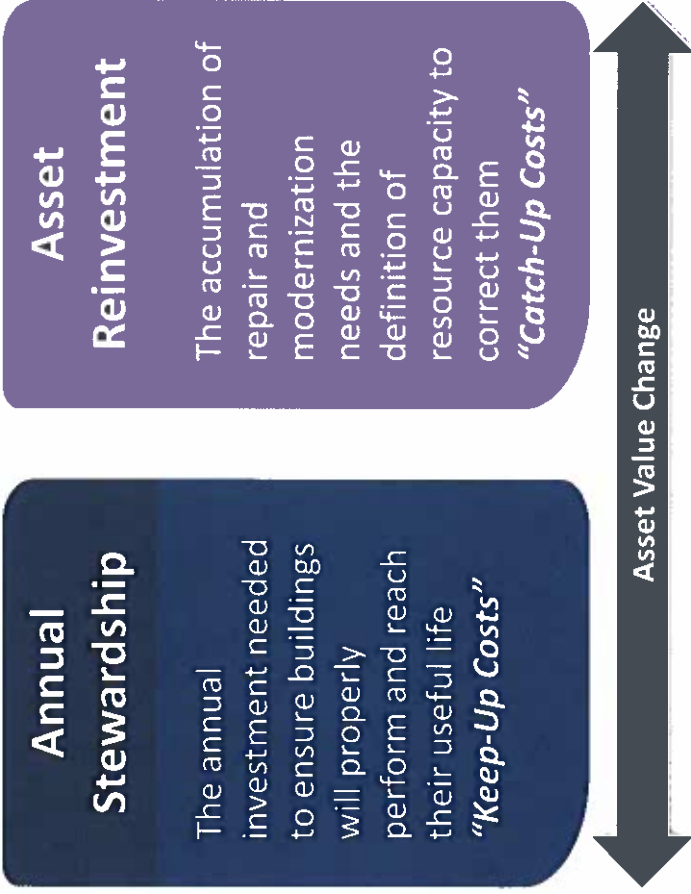 Annual
Stewardship
The annual
investment needed
to ensure buildings
will properly
perform and reach
their useful life
“Keep-Up Costs”
Asset
Reinvestment
The accumulation of
repair and
modernization
needs and the
definition of
resource capacity to
correct them
“Catch-Up Costs”
Asset Value Change